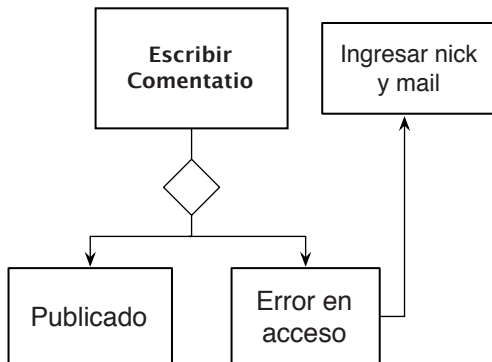 Escribir
Comentatio
Ingresar nick
y mail
Publicado
Error en
acceso